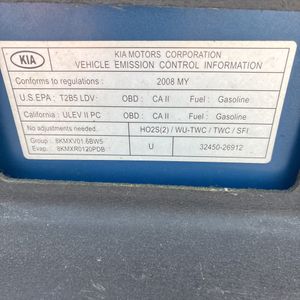 KIA
KIA MOTORS CORPORATION
VEHICLE EMISSION CONTROL INFORMATION
Conforms to regulations : 2008 MY
U.S.EPA : T2B5 LDV OBD : CA II Fuel : Gasoline
California : ULEV II PC OBD : CA II Fuel : Gasoline
No adjustments needed. HO2S(2) / WU-TWC / TWC / SFI
Group : 8KMXV01.6BW5
Evap. : 8KMXR0120PDB
U 32450-26912